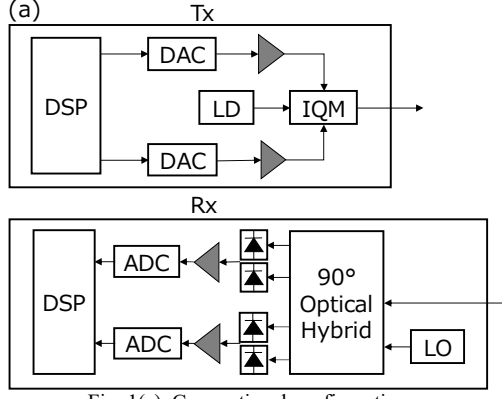 (a)
Tx
DSP
DAC
LD
IQM
DAC
Rx
DSP
ADC
ADC
90°
Optical
Hybrid
LO
Fig. 1(a). Conventional configuration